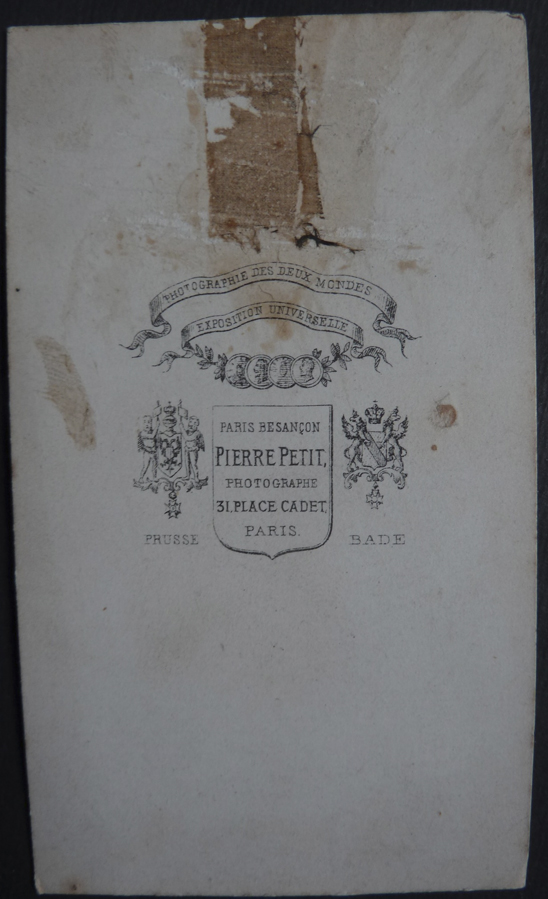 PHOTOGRAPHIE DES DEUX MONDES
EXPOSITION UNIVERSELLE
PARIS BESANÇON
PIERRE PETIT,
PHOTOGRAPHE
31, PLACE CADET,
PARIS.
PRUSSE
BADE